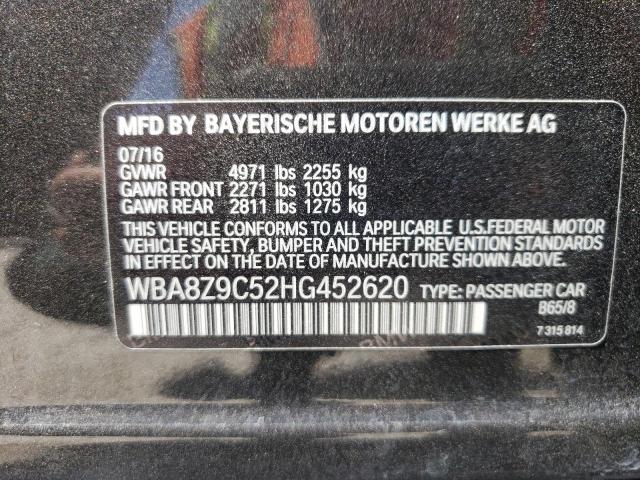 MFD BY BAYERISCHE MOTOREN WERKE AG
07/16
GVWR 4971 lbs 2255 kg
GAWR FRONT 2271 lbs 1030 kg
GAWR REAR 2811 lbs 1275 kg
THIS VEHICLE CONFORMS TO ALL APPLICABLE U.S.FEDERAL MOTOR
VEHICLE SAFETY, BUMPER AND THEFT PREVENTION STANDARDS
IN EFFECT ON THE DATE OF MANUFACTURE SHOWN ABOVE.
WBA8Z9C52HG452620 TYPE: PASSENGER CAR
B65/8
7 315 814